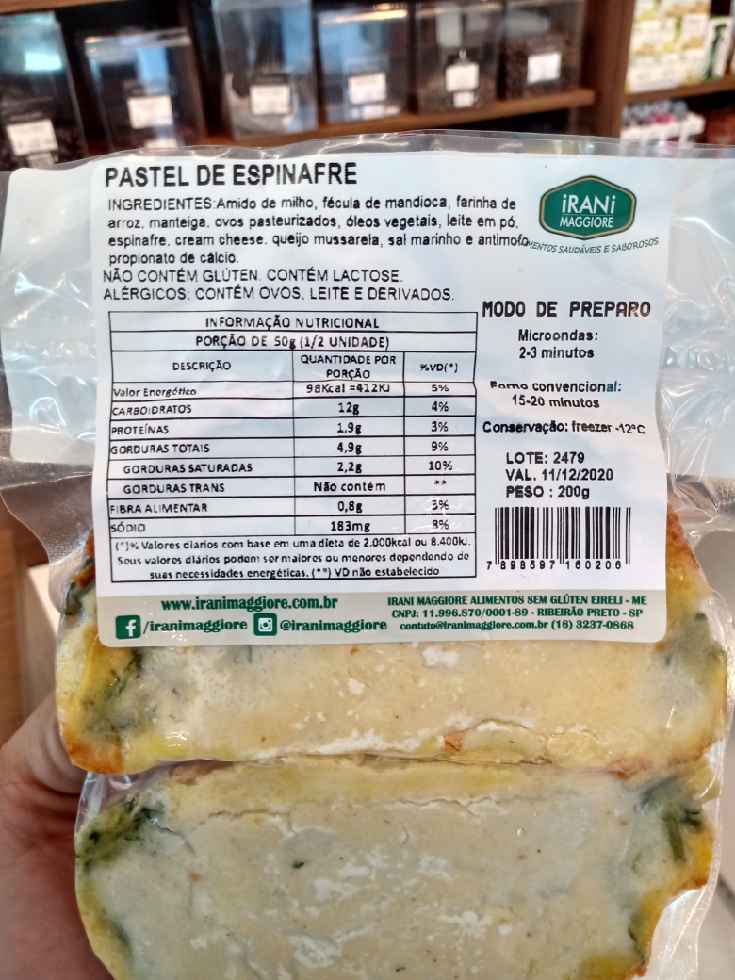 PASTEL DE ESPINAFRE
INGREDIENTES:Amido de milho, fécula de mandioca, farinha de
arroz, manteiga, ovos pasteurizados, óleos vegetais, leite em pó,
espinafre, cream cheese, queijo mussarela, sal marinho e antimofo
propionato de cálcio.
NÃO CONTÉM GLÚTEN. CONTÉM LACTOSE.
ALÉRGICOS: CONTÉM OVOS, LEITE E DERIVADOS.
iRANi
MAGGIORE
SAUDÁVEIS E SABOROSOS
INFORMAÇÃO NUTRICIONAL
PORÇÃO DE 50g (1/2 UNIDADE)
DESCRIÇÃO QUANTIDADE POR PORÇÃO %VD(*)
Valor Energético 98Kcal =412KJ 5%
CARBOIDRATOS 12g 4%
PROTEÍNAS 1.9g 3%
GORDURAS TOTAIS 4,9g 9%
GORDURAS SATURADAS 2,2g 10%
GORDURAS TRANS Não contém **
FIBRA ALIMENTAR 0,8g 3%
SÓDIO 183mg 8%
(*)% Valores diários com base em uma dieta de 2.000kcal ou 8.400k.
Seus valores diários podem ser maiores ou menores dependendo de
suas necessidades energéticas. (**) VD não estabelecido
MODO DE PREPARO
Microondas:
2-3 minutos
Forno convencional:
15-20 minutos
Conservação: freezer -12°C
LOTE: 2479
VAL. 11/12/2020
PESO : 200g
7 898597 160206
www.iranimaggiore.com.br
/iranimaggiore @iranimaggiore
IRANI MAGGIORE ALIMENTOS SEM GLÚTEN EIRELI - ME
CNPJ: 11.996.870/0001-89 - RIBEIRÃO PRETO - SP
contato@iranimaggiore.com.br (16) 3237-0868